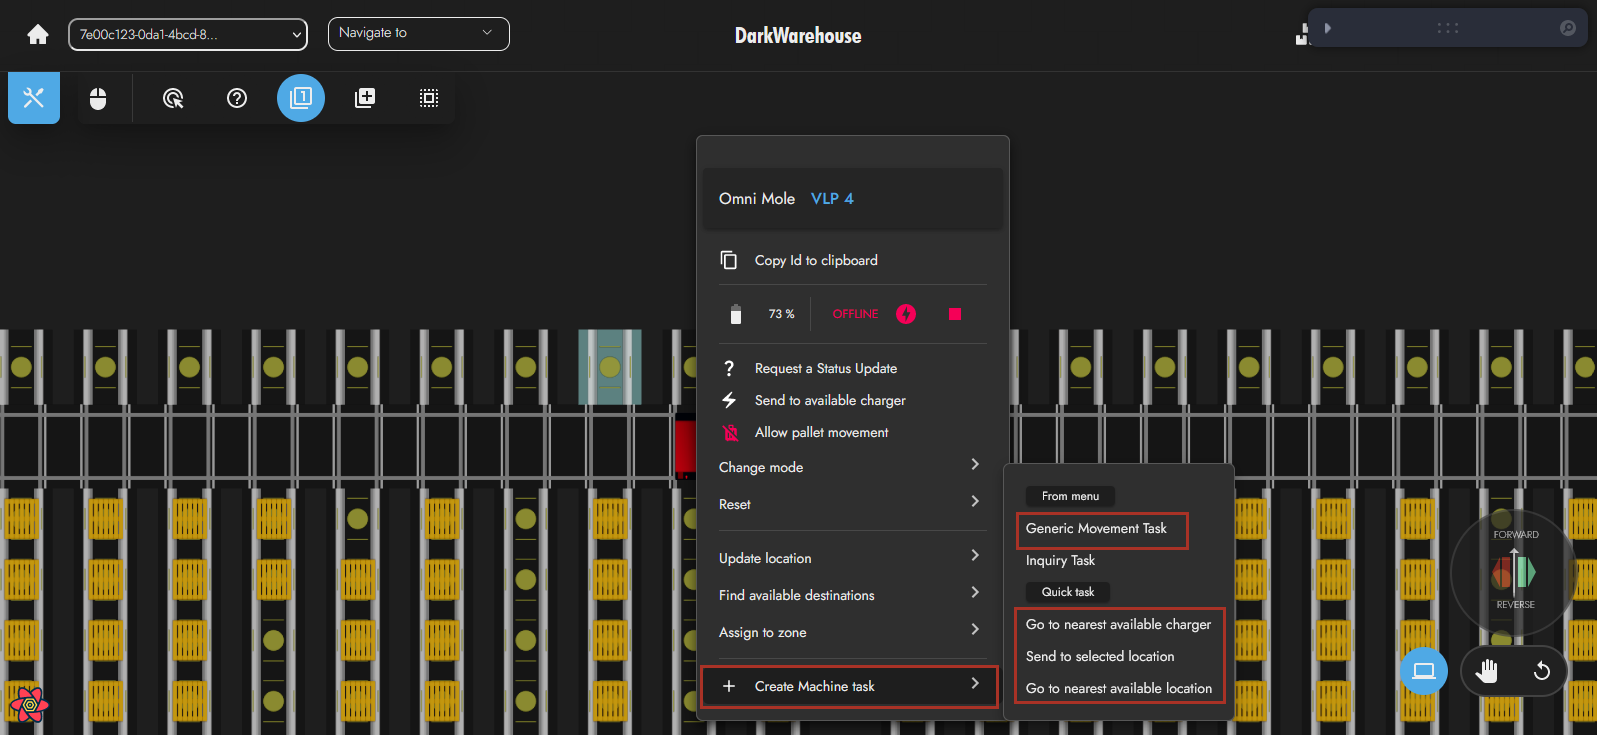 7e00c123-0da1-4bcd-8...
Navigate to
DarkWarehouse
1
Omni Mole VLP 4
Copy Id to clipboard
73 % OFFLINE
Request a Status Update
Send to available charger
Allow pallet movement
Change mode
Reset
Update location
Find available destinations
Assign to zone
Create Machine task
From menu
Generic Movement Task
Inquiry Task
Quick task
Go to nearest available charger
Send to selected location
Go to nearest available location
FORWARD
REVERSE